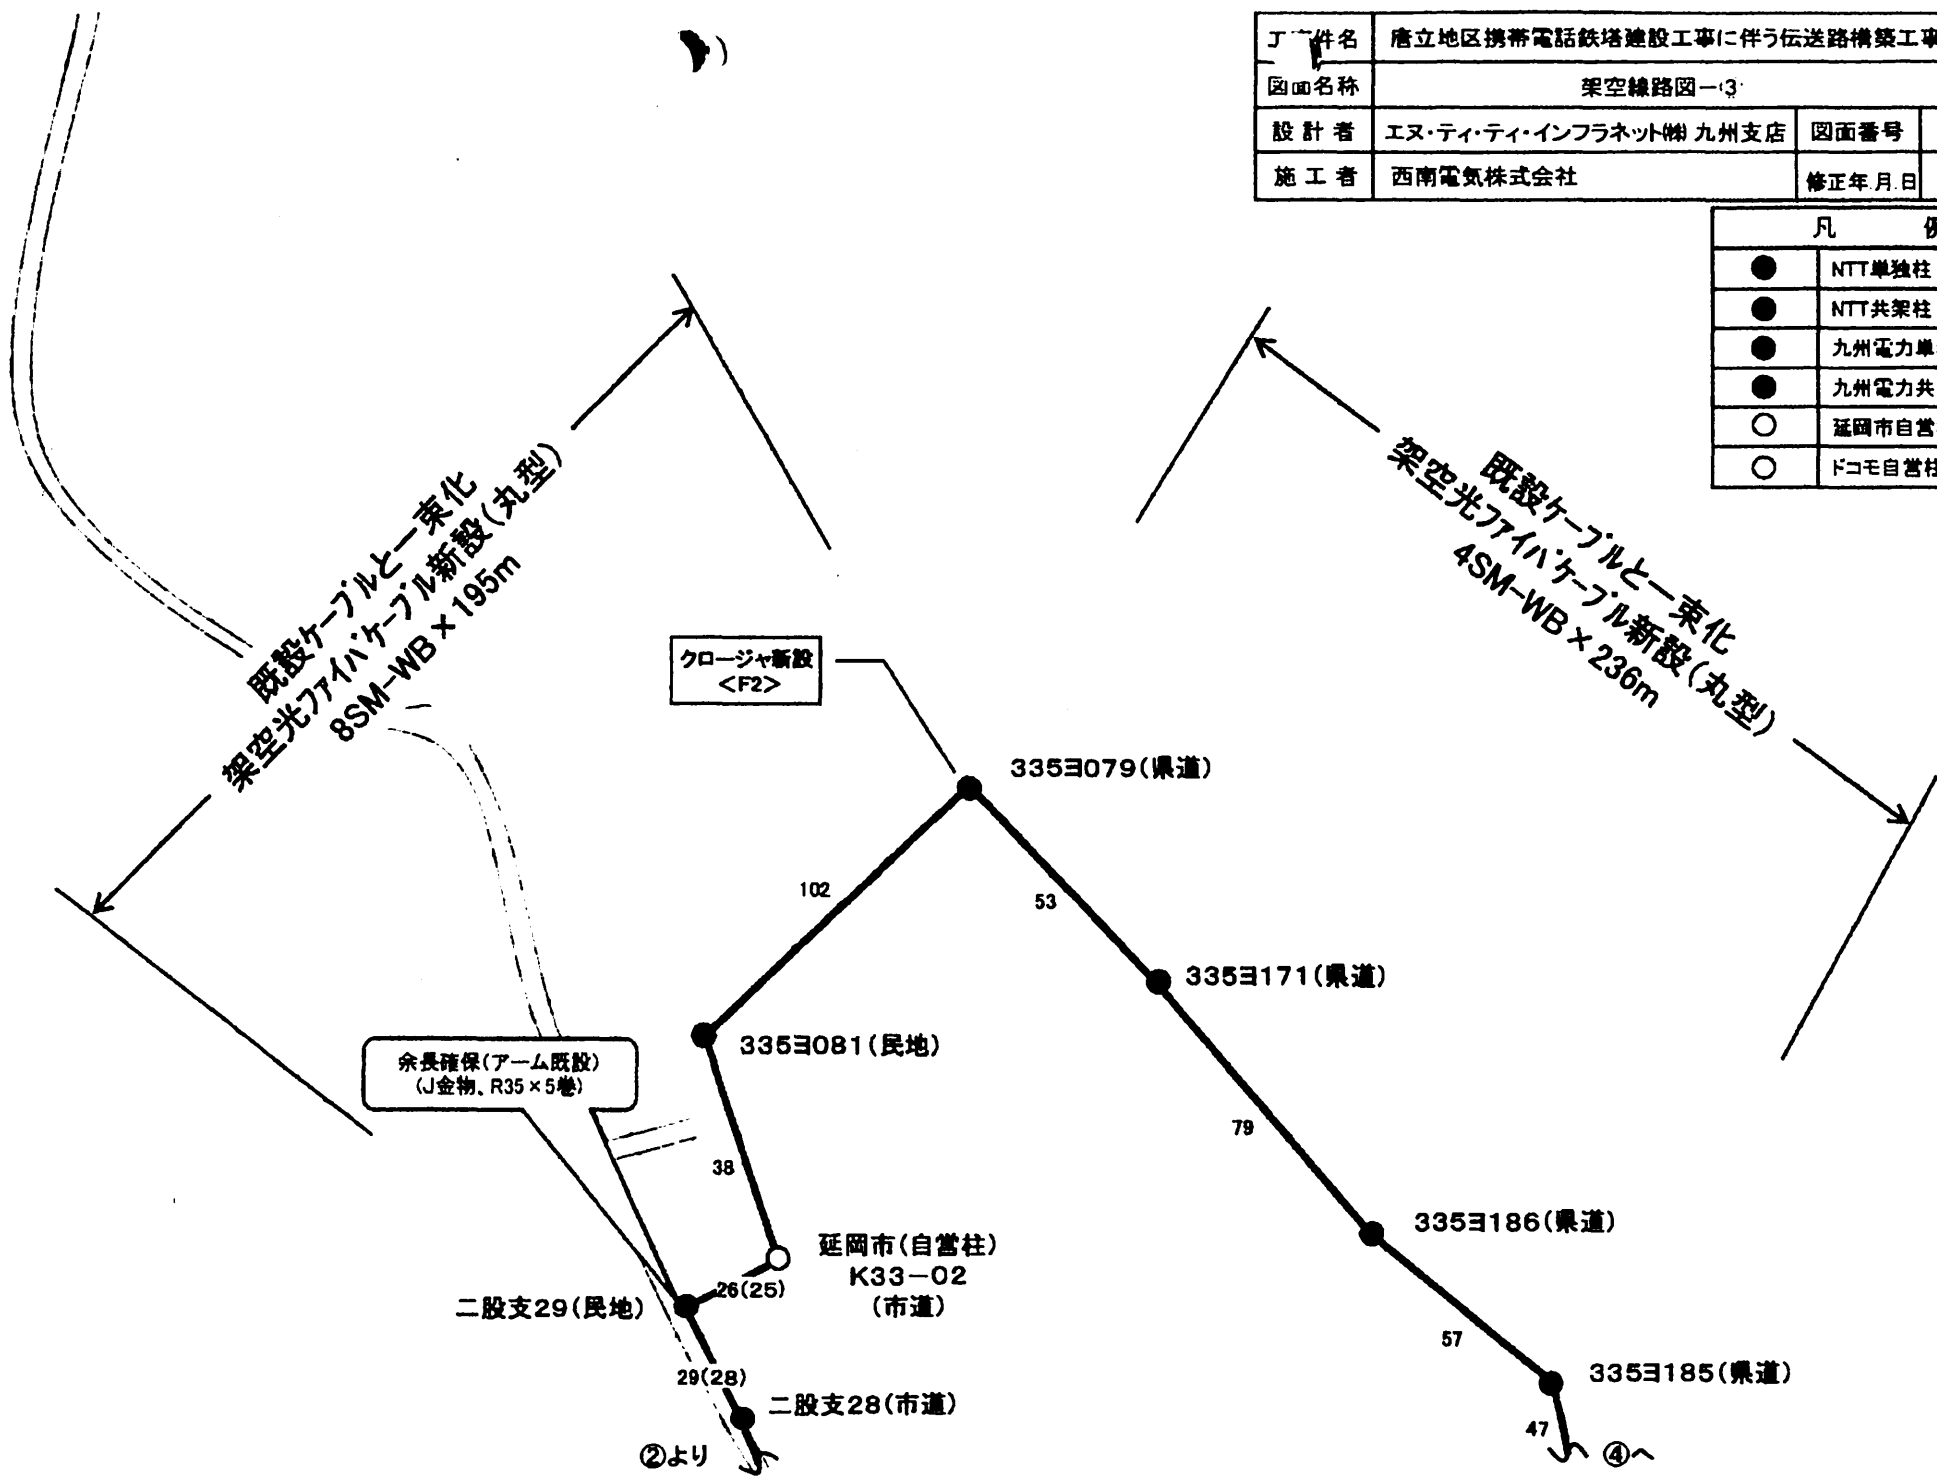 工事件名 唐立地区携帯電話鉄塔建設工事に伴う伝送路構築工事
図面名称 架空線路図-3
設計者 エヌ・ティ・ティ・インフラネット㈱ 九州支店 図面番号
施工者 西南電気株式会社 修正年.月.日
凡 例
NTT単独柱
NTT共架柱
九州電力単
九州電力共
延岡市自営
ドコモ自営柱
既設ケーブルと一束化
架空光ファイバケーブル新設(丸型)
8SM-WB×195m
既設ケーブルと一束化
架空光ファイバケーブル新設(丸型)
4SM-WB×236m
クロージャ新設
<F2>
335ヨ079(県道)
102
53
335ヨ171(県道)
335ヨ081(民地)
余長確保(アーム既設)
(J金物、R35×5巻)
79
38
335ヨ186(県道)
延岡市(自営柱)
K33-02
(市道)
26(25)
二股支29(民地)
57
29(28)
335ヨ185(県道)
二股支28(市道)
47
②より
④へ